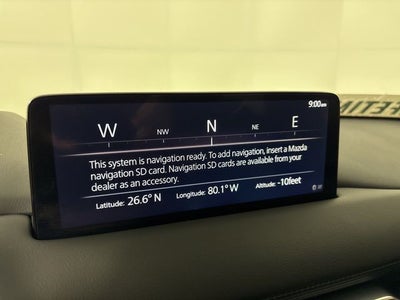 9:00
W NW N NE E
This system is navigation ready. To add navigation, insert a Mazda
navigation SD card. Navigation SD cards are available from your
dealer as an accessory.
Latitude: 26.6° N Longitude: 80.1° W Altitude: -10feet